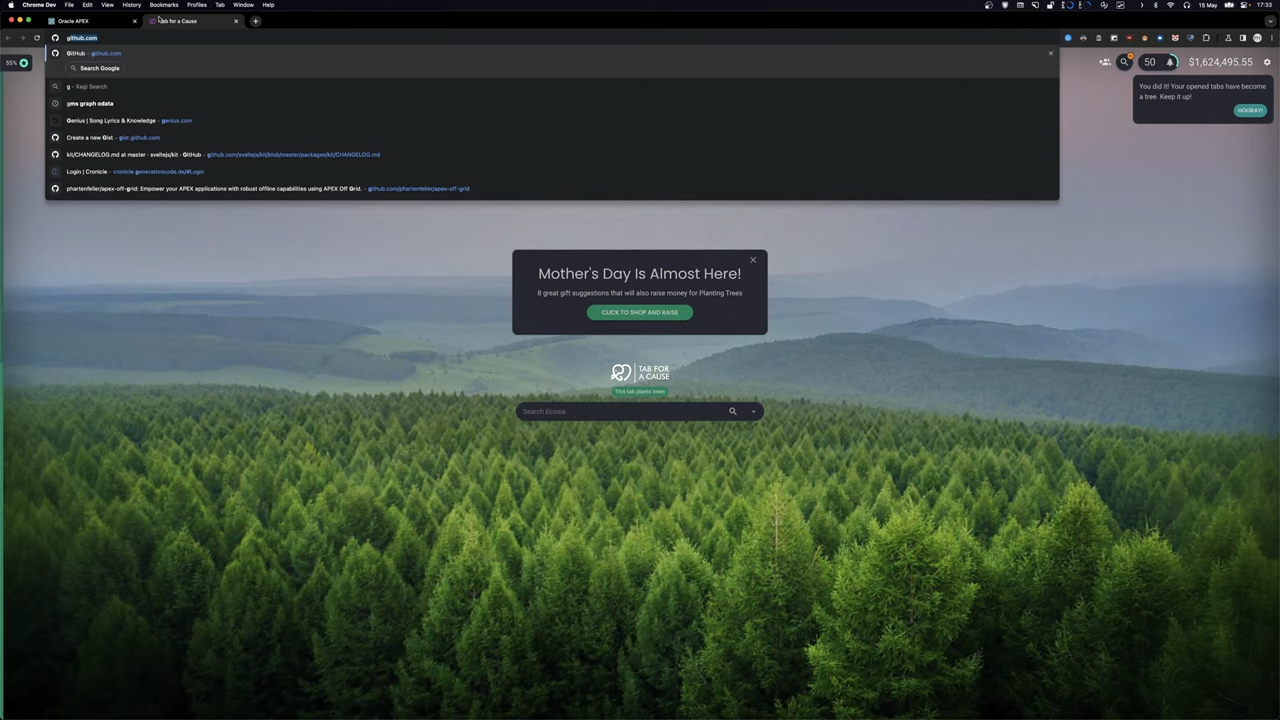 Chrome Dev File Edit View History Bookmarks Profiles Tab Window Help 15 May 17:33
Oracle APEX Tab for a Cause
github.com
GitHub - github.com
Search Google
55% 50 $1,624,495.55
g - Kagi Search
You did it! Your opened tabs have become
a tree. Keep it up!
gms graph odata
HOORAY!
Genius | Song Lyrics & Knowledge - genius.com
Create a new Gist - gist.github.com
kit/CHANGELOG.md at master · sveltejs/kit · GitHub - github.com/sveltejs/kit/blob/master/packages/kit/CHANGELOG.md
Login | Cronicle - cronicle.generationcode.de/#Login
phartenfeller/apex-off-grid: Empower your APEX applications with robust offline capabilities using APEX Off Grid. - github.com/phartenfeller/apex-off-grid
Mother's Day Is Almost Here!
8 great gift suggestions that will also raise money for Planting Trees
CLICK TO SHOP AND RAISE
TAB FOR
A CAUSE
This tab plants trees
Search Ecosia